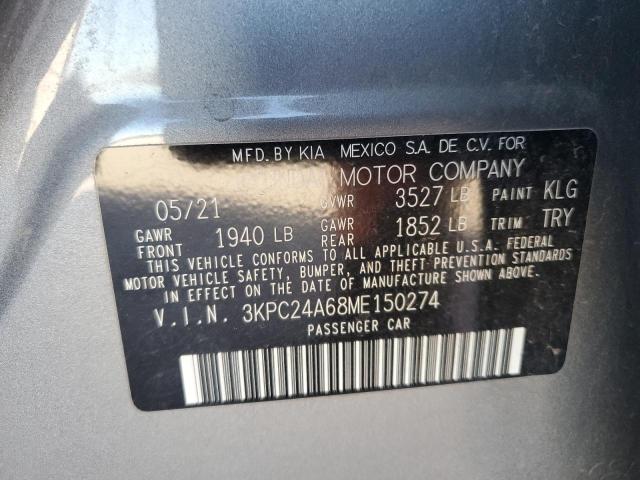 MFD. BY KIA MEXICO S.A. DE C.V. FOR
MOTOR COMPANY
05/21 GVWR 3527 LB PAINT KLG
GAWR FRONT 1940 LB GAWR REAR 1852 LB TRIM TRY
THIS VEHICLE CONFORMS TO ALL APPLICABLE U.S.A. FEDERAL
MOTOR VEHICLE SAFETY, BUMPER, AND THEFT PREVENTION STANDARDS
IN EFFECT ON THE DATE OF MANUFACTURE SHOWN ABOVE.
V.I.N. 3KPC24A68ME150274
PASSENGER CAR